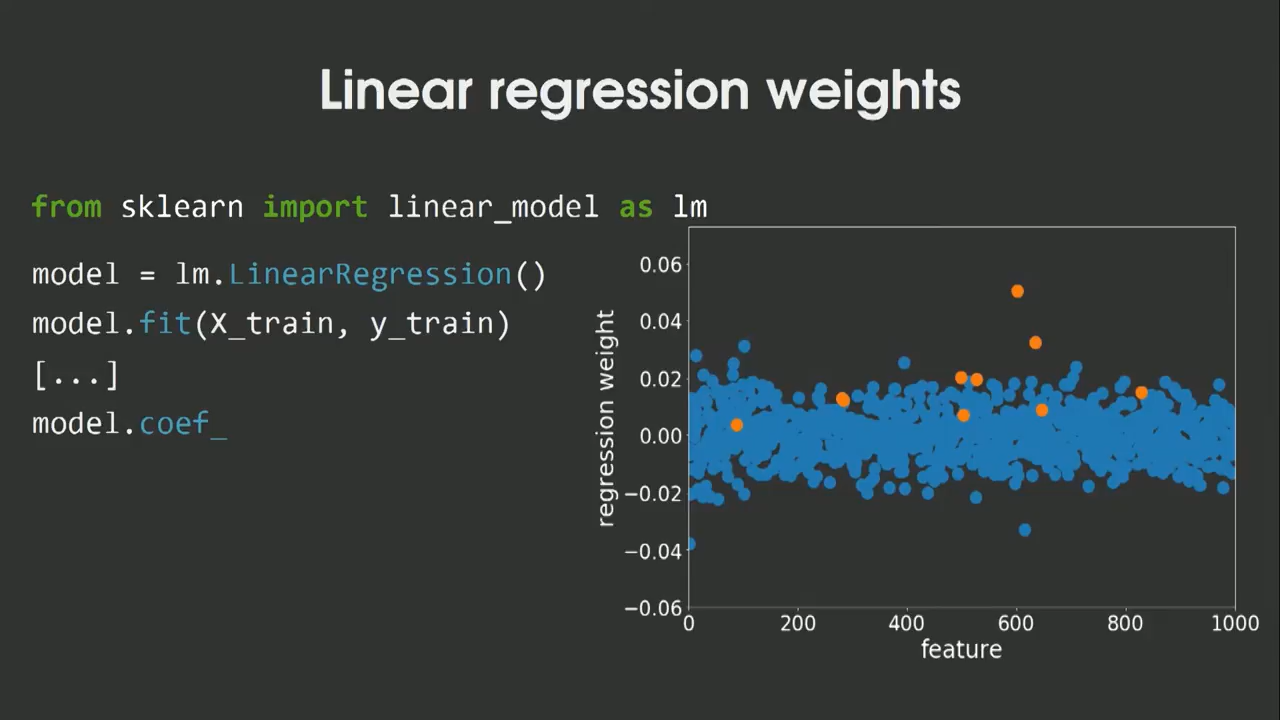 Linear regression weights
from sklearn import linear_model as lm
model = lm.LinearRegression()
model.fit(X_train, y_train)
[...]
model.coef_
regression weight
0.06
0.04
0.02
0.00
−0.02
−0.04
−0.06
0 200 400 600 800 1000
feature